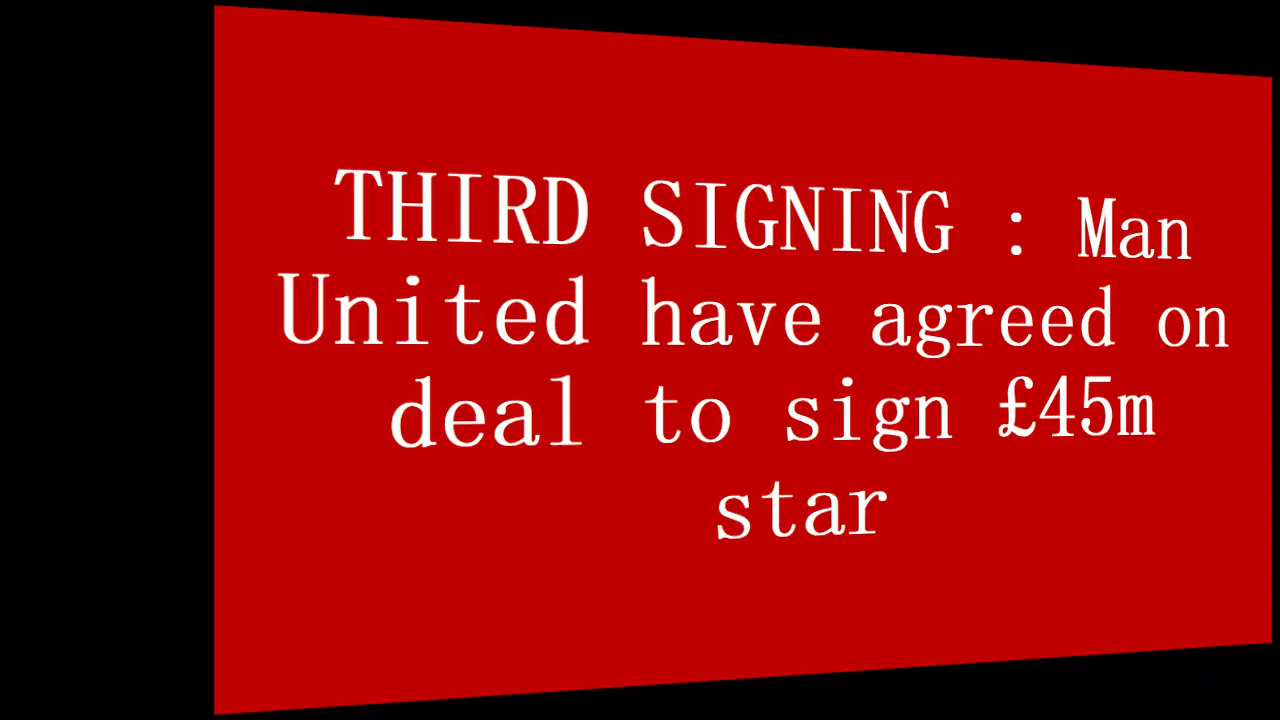 THIRD SIGNING : Man
United have agreed on
deal to sign £45m
star